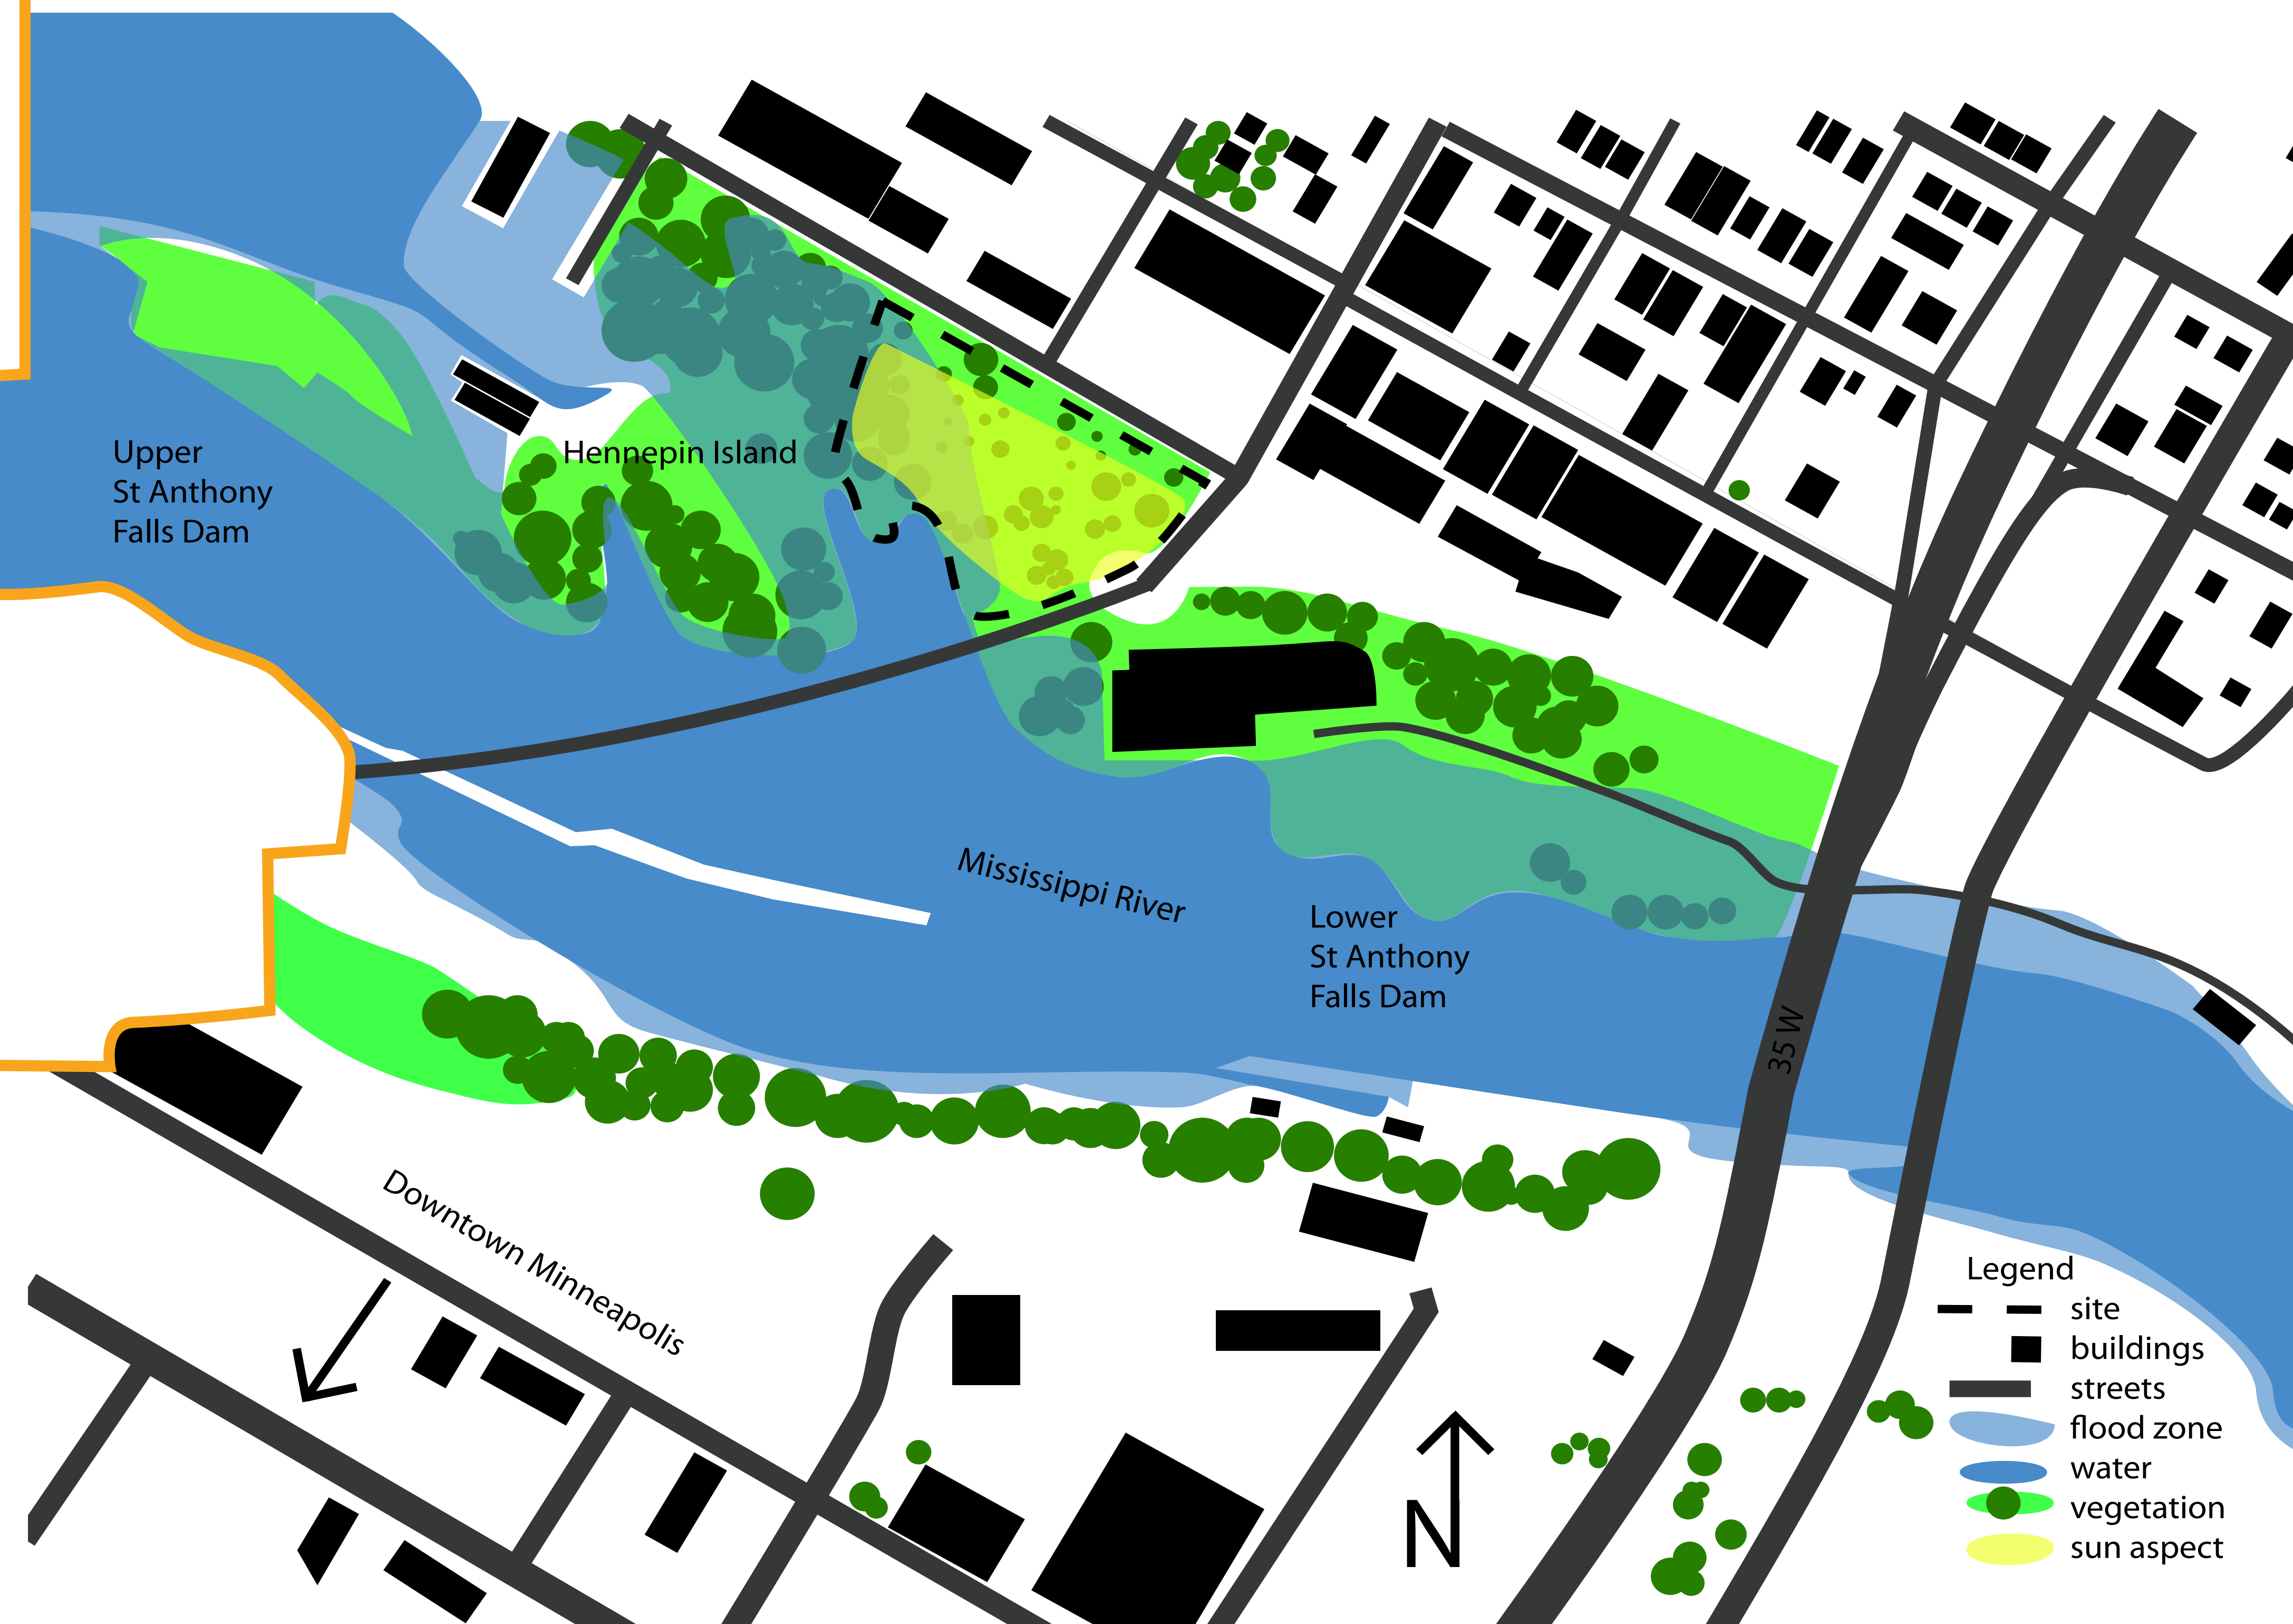 Upper
St Anthony
Falls Dam
Hennepin Island
Mississippi River
Lower
St Anthony
Falls Dam
35 W
Downtown Minneapolis
N
Legend
site
buildings
streets
flood zone
water
vegetation
sun aspect